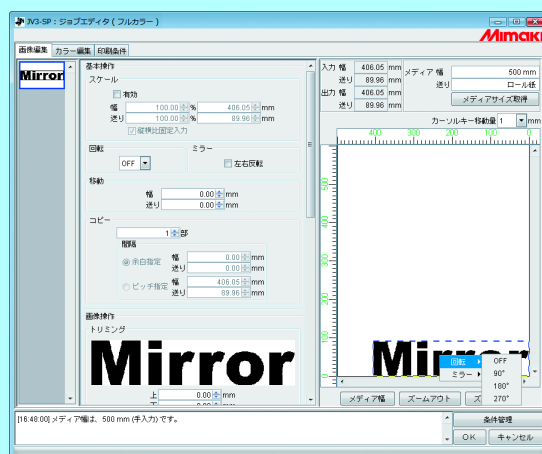 JV3-SP : ジョブエディタ ( フルカラー )
Mimaki
画像編集 カラー編集 印刷条件
Mirror
基本操作
スケール
有効
幅 100.00 % 406.05 mm
送り 100.00 % 89.96 mm
縦横比固定入力
回転
OFF
ミラー
左右反転
移動
幅 0.00 mm
送り 0.00 mm
コピー
1 部
間隔
余白指定 幅 0.00 mm
送り 0.00 mm
ピッチ指定 幅 406.05 mm
送り 89.96 mm
画像操作
トリミング
Mirror
上 0.00 mm
入力 幅 406.05 mm
送り 89.96 mm
出力 幅 406.05 mm
送り 89.96 mm
メディア 幅 500 mm
送り ロール紙
メディアサイズ取得
カーソルキー移動量 1 mm
400 300 200 100 0
500
400
300
200
100
0
Mirror
回転
ミラー
OFF
90°
180°
270°
メディア幅 ズームアウト ズ
[16:48:00] メディア幅は、500 mm (手入力) です。
条件管理
OK キャンセル